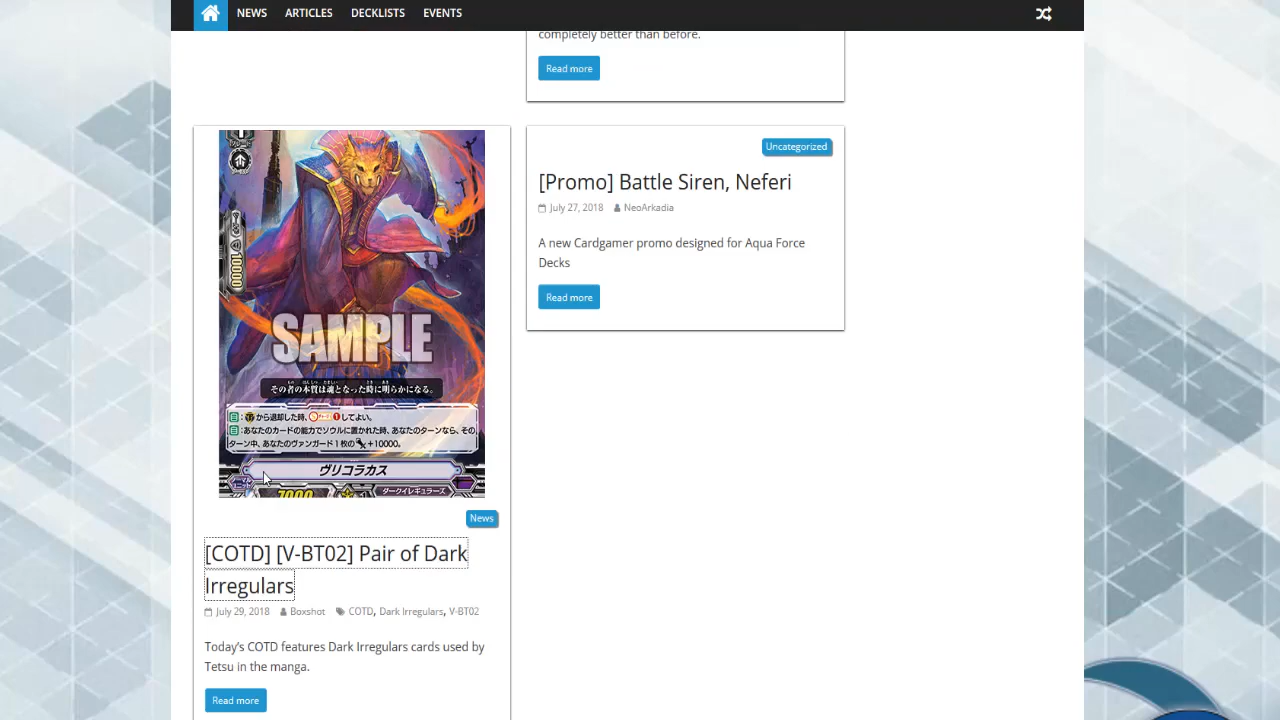 NEWS ARTICLES DECKLISTS EVENTS
completely better than before.
Read more
10000
SAMPLE
その者の本質は魂となった時に明らかになる。
から退却した時、してよい。
:あなたのカードの能力でソウルに置かれた時、あなたのターンなら、その
ターン中、あなたのヴァンガード1枚の+10000。
ヴリコラカス
7000
ダークイレギュラーズ
News
[COTD] [V-BT02] Pair of Dark
Irregulars
July 29, 2018 Boxshot COTD, Dark Irregulars, V-BT02
Today's COTD features Dark Irregulars cards used by
Tetsu in the manga.
Read more
Uncategorized
[Promo] Battle Siren, Neferi
July 27, 2018 NeoArkadia
A new Cardgamer promo designed for Aqua Force
Decks
Read more